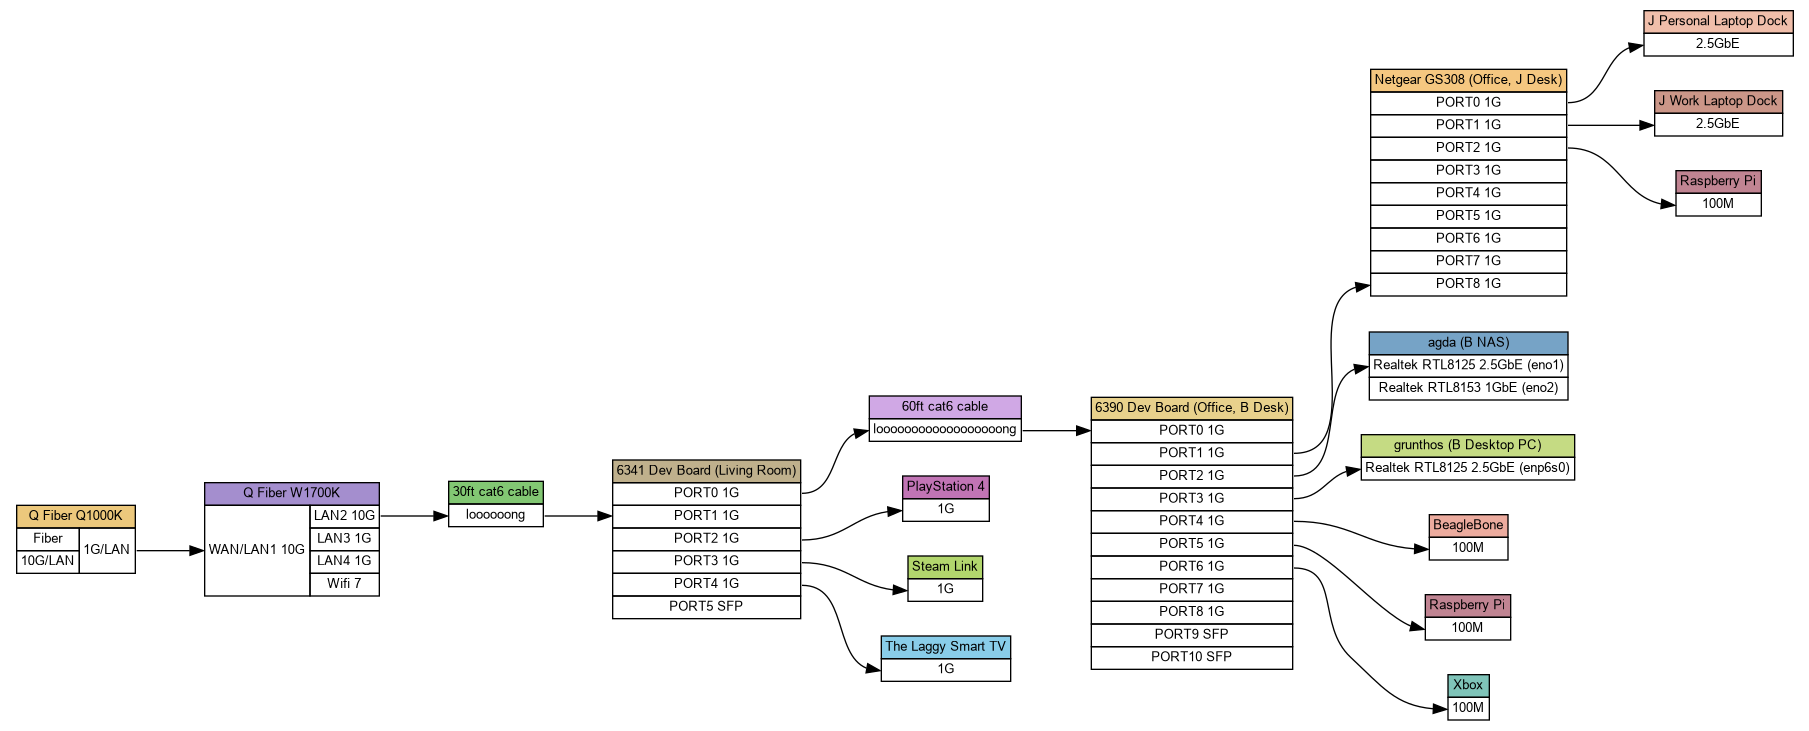 Q Fiber Q1000K
Fiber
1G/LAN
10G/LAN
Q Fiber W1700K
WAN/LAN1 10G
LAN2 10G
LAN3 1G
LAN4 1G
Wifi 7
30ft cat6 cable
loooooong
6341 Dev Board (Living Room)
PORT0 1G
PORT1 1G
PORT2 1G
PORT3 1G
PORT4 1G
PORT5 SFP
60ft cat6 cable
looooooooooooooooooong
PlayStation 4
1G
Steam Link
1G
The Laggy Smart TV
1G
6390 Dev Board (Office, B Desk)
PORT0 1G
PORT1 1G
PORT2 1G
PORT3 1G
PORT4 1G
PORT5 1G
PORT6 1G
PORT7 1G
PORT8 1G
PORT9 SFP
PORT10 SFP
Netgear GS308 (Office, J Desk)
PORT0 1G
PORT1 1G
PORT2 1G
PORT3 1G
PORT4 1G
PORT5 1G
PORT6 1G
PORT7 1G
PORT8 1G
agda (B NAS)
Realtek RTL8125 2.5GbE (eno1)
Realtek RTL8153 1GbE (eno2)
grunthos (B Desktop PC)
Realtek RTL8125 2.5GbE (enp6s0)
BeagleBone
100M
Raspberry Pi
100M
Xbox
100M
J Personal Laptop Dock
2.5GbE
J Work Laptop Dock
2.5GbE
Raspberry Pi
100M